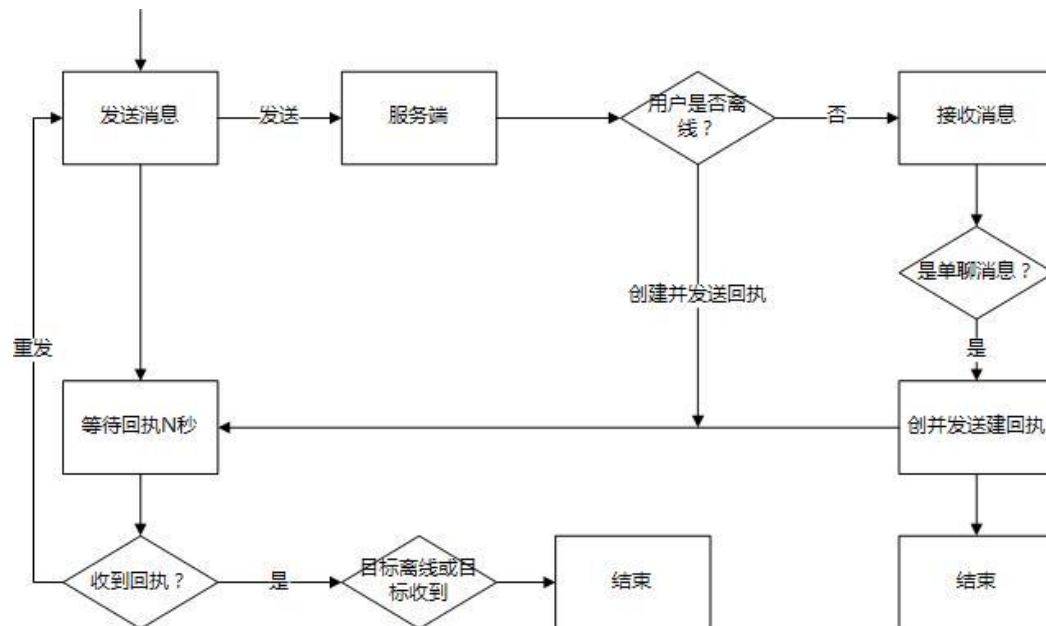 发送消息
发送
服务端
用户是否离
线？
否
接收消息
是单聊消息？
创建并发送回执
重发
是
等待回执N秒
创并发送建回执
收到回执？
是
目标离线或目
标收到
结束
结束